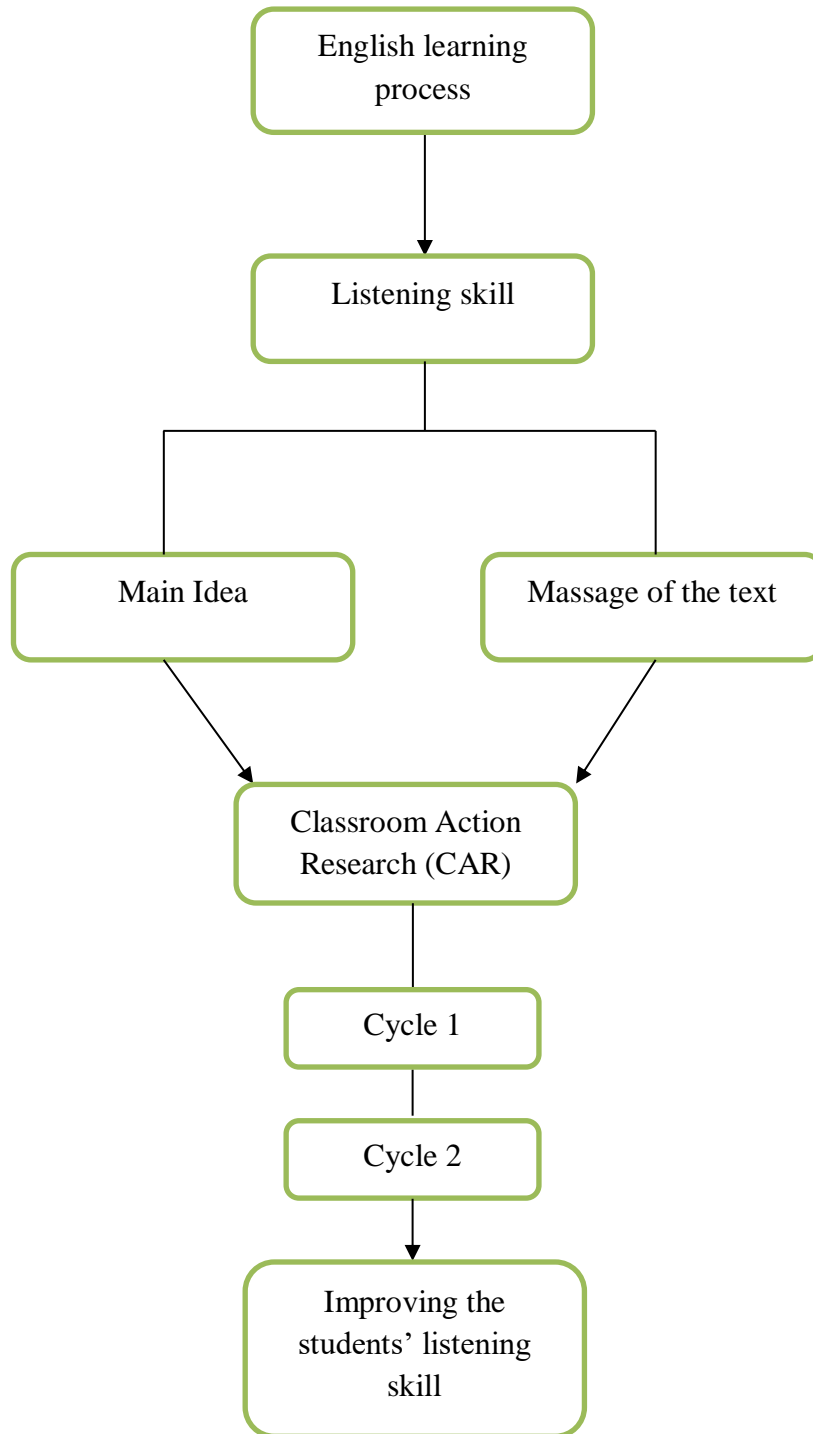 English learning
process
Listening skill
Main Idea
Massage of the text
Classroom Action
Research (CAR)
Cycle 1
Cycle 2
Improving the
students’ listening
skill